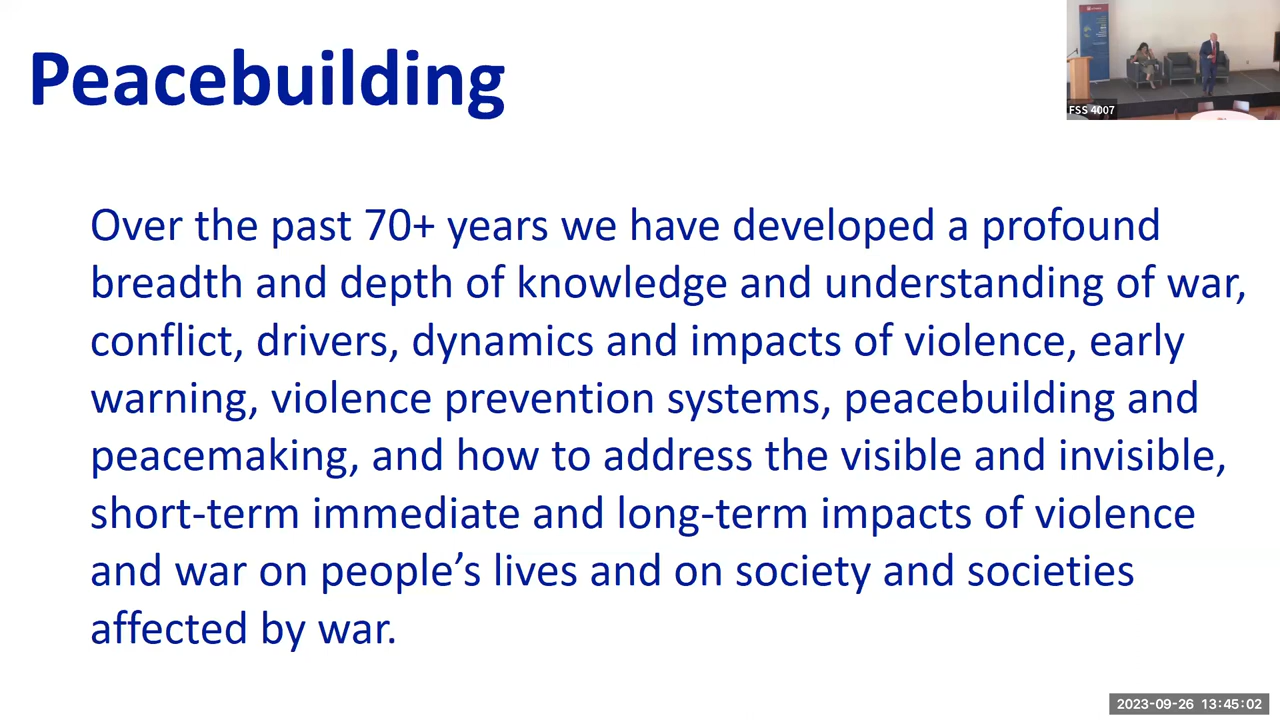 Peacebuilding
FSS 4007
Over the past 70+ years we have developed a profound
breadth and depth of knowledge and understanding of war,
conflict, drivers, dynamics and impacts of violence, early
warning, violence prevention systems, peacebuilding and
peacemaking, and how to address the visible and invisible,
short-term immediate and long-term impacts of violence
and war on people’s lives and on society and societies
affected by war.
2023-09-26 13:45:02